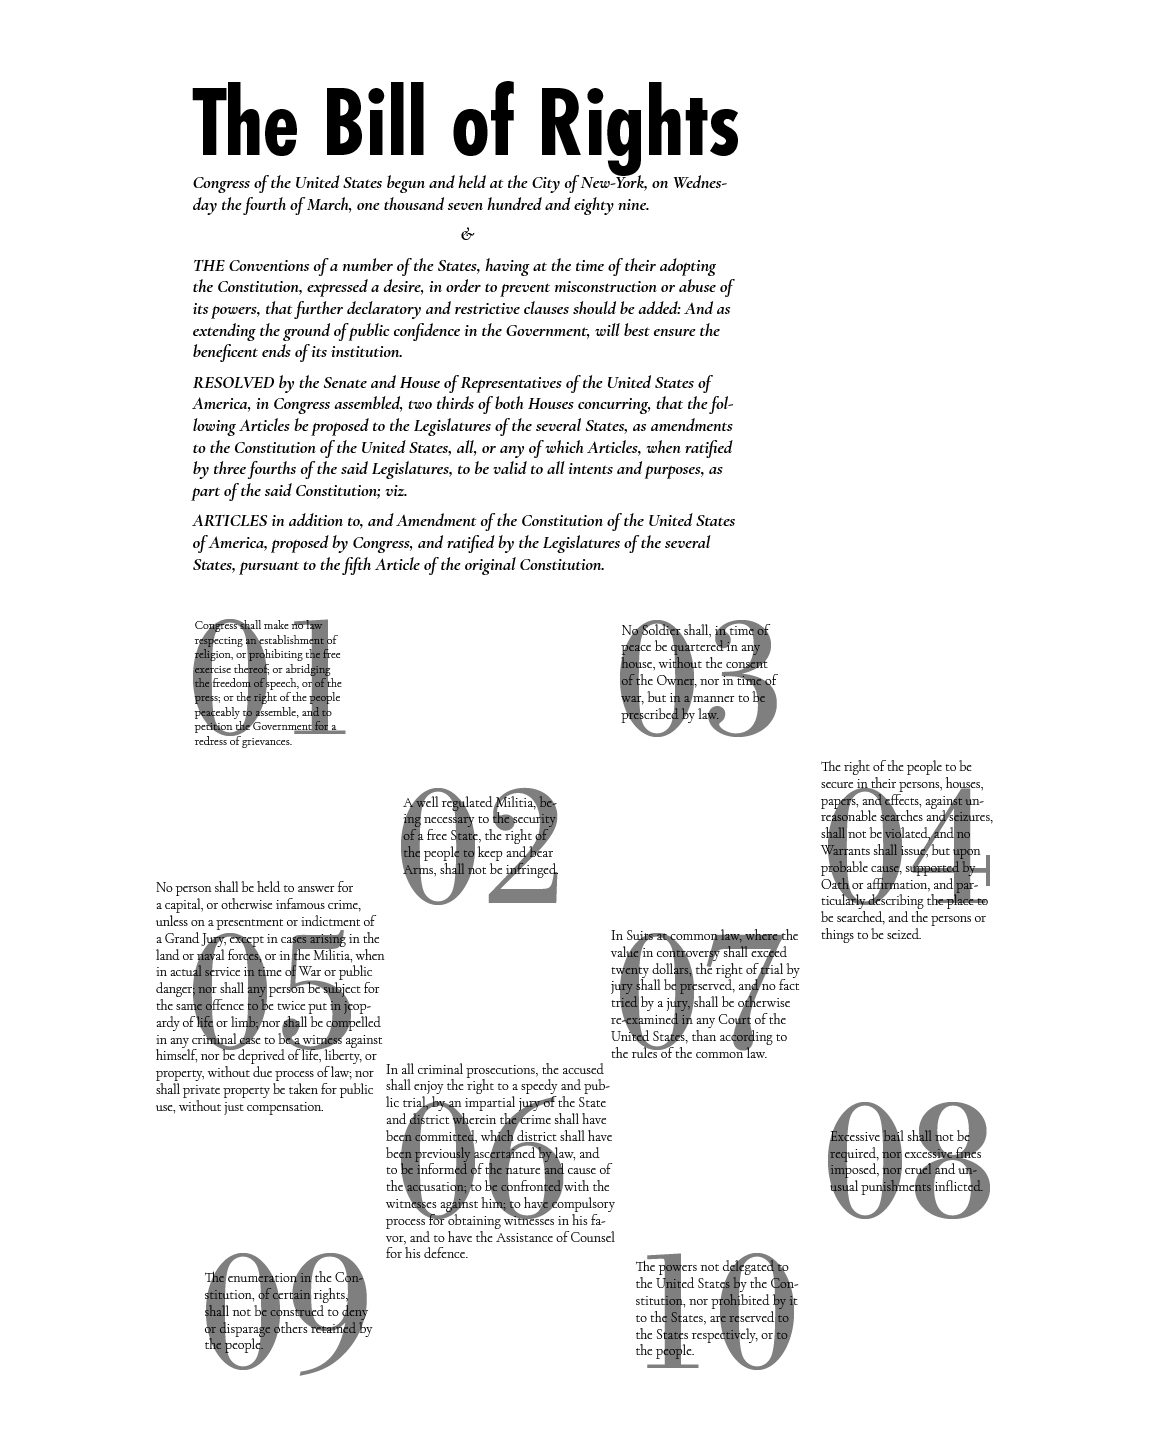 The Bill of Rights
Congress of the United States begun and held at the City of New-York, on Wednes-
day the fourth of March, one thousand seven hundred and eighty nine.
&
THE Conventions of a number of the States, having at the time of their adopting
the Constitution, expressed a desire, in order to prevent misconstruction or abuse of
its powers, that further declaratory and restrictive clauses should be added: And as
extending the ground of public confidence in the Government, will best ensure the
beneficent ends of its institution.
RESOLVED by the Senate and House of Representatives of the United States of
America, in Congress assembled, two thirds of both Houses concurring, that the fol-
lowing Articles be proposed to the Legislatures of the several States, as amendments
to the Constitution of the United States, all, or any of which Articles, when ratified
by three fourths of the said Legislatures, to be valid to all intents and purposes, as
part of the said Constitution; viz.
ARTICLES in addition to, and Amendment of the Constitution of the United States
of America, proposed by Congress, and ratified by the Legislatures of the several
States, pursuant to the fifth Article of the original Constitution.
01
Congress shall make no law
respecting an establishment of
religion, or prohibiting the free
exercise thereof; or abridging
the freedom of speech, or of the
press; or the right of the people
peaceably to assemble, and to
petition the Government for a
redress of grievances.
02
A well regulated Militia, be-
ing necessary to the security
of a free State, the right of
the people to keep and bear
Arms, shall not be infringed.
03
No Soldier shall, in time of
peace be quartered in any
house, without the consent
of the Owner, nor in time of
war, but in a manner to be
prescribed by law.
04
The right of the people to be
secure in their persons, houses,
papers, and effects, against un-
reasonable searches and seizures,
shall not be violated, and no
Warrants shall issue, but upon
probable cause, supported by
Oath or affirmation, and par-
ticularly describing the place to
be searched, and the persons or
things to be seized.
05
No person shall be held to answer for
a capital, or otherwise infamous crime,
unless on a presentment or indictment of
a Grand Jury, except in cases arising in the
land or naval forces, or in the Militia, when
in actual service in time of War or public
danger; nor shall any person be subject for
the same offence to be twice put in jeop-
ardy of life or limb; nor shall be compelled
in any criminal case to be a witness against
himself, nor be deprived of life, liberty, or
property, without due process of law; nor
shall private property be taken for public
use, without just compensation.
06
In all criminal prosecutions, the accused
shall enjoy the right to a speedy and pub-
lic trial, by an impartial jury of the State
and district wherein the crime shall have
been committed, which district shall have
been previously ascertained by law, and
to be informed of the nature and cause of
the accusation; to be confronted with the
witnesses against him; to have compulsory
process for obtaining witnesses in his fa-
vor, and to have the Assistance of Counsel
for his defence.
07
In Suits at common law, where the
value in controversy shall exceed
twenty dollars, the right of trial by
jury shall be preserved, and no fact
tried by a jury, shall be otherwise
re-examined in any Court of the
United States, than according to
the rules of the common law.
08
Excessive bail shall not be
required, nor excessive fines
imposed, nor cruel and un-
usual punishments inflicted.
09
The enumeration in the Con-
stitution, of certain rights,
shall not be construed to deny
or disparage others retained by
the people.
10
The powers not delegated to
the United States by the Con-
stitution, nor prohibited by it
to the States, are reserved to
the States respectively, or to
the people.